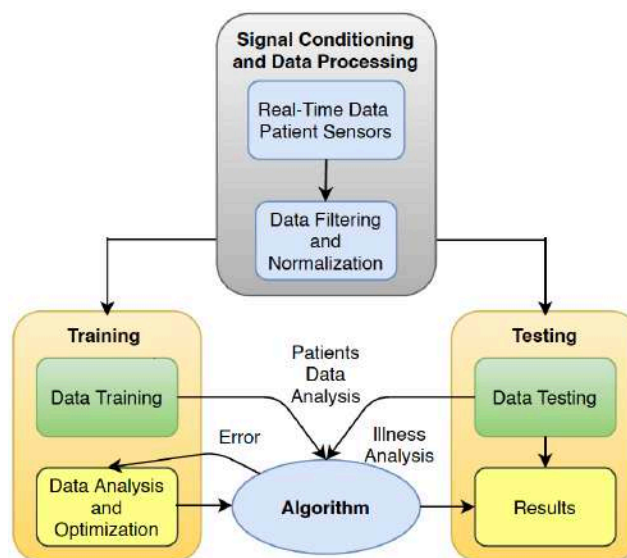 Signal Conditioning
and Data Processing
Real-Time Data
Patient Sensors
Data Filtering
and
Normalization
Training
Data Training
Error
Data Analysis
and
Optimization
Patients
Data
Analysis
Illness
Analysis
Algorithm
Testing
Data Testing
Results